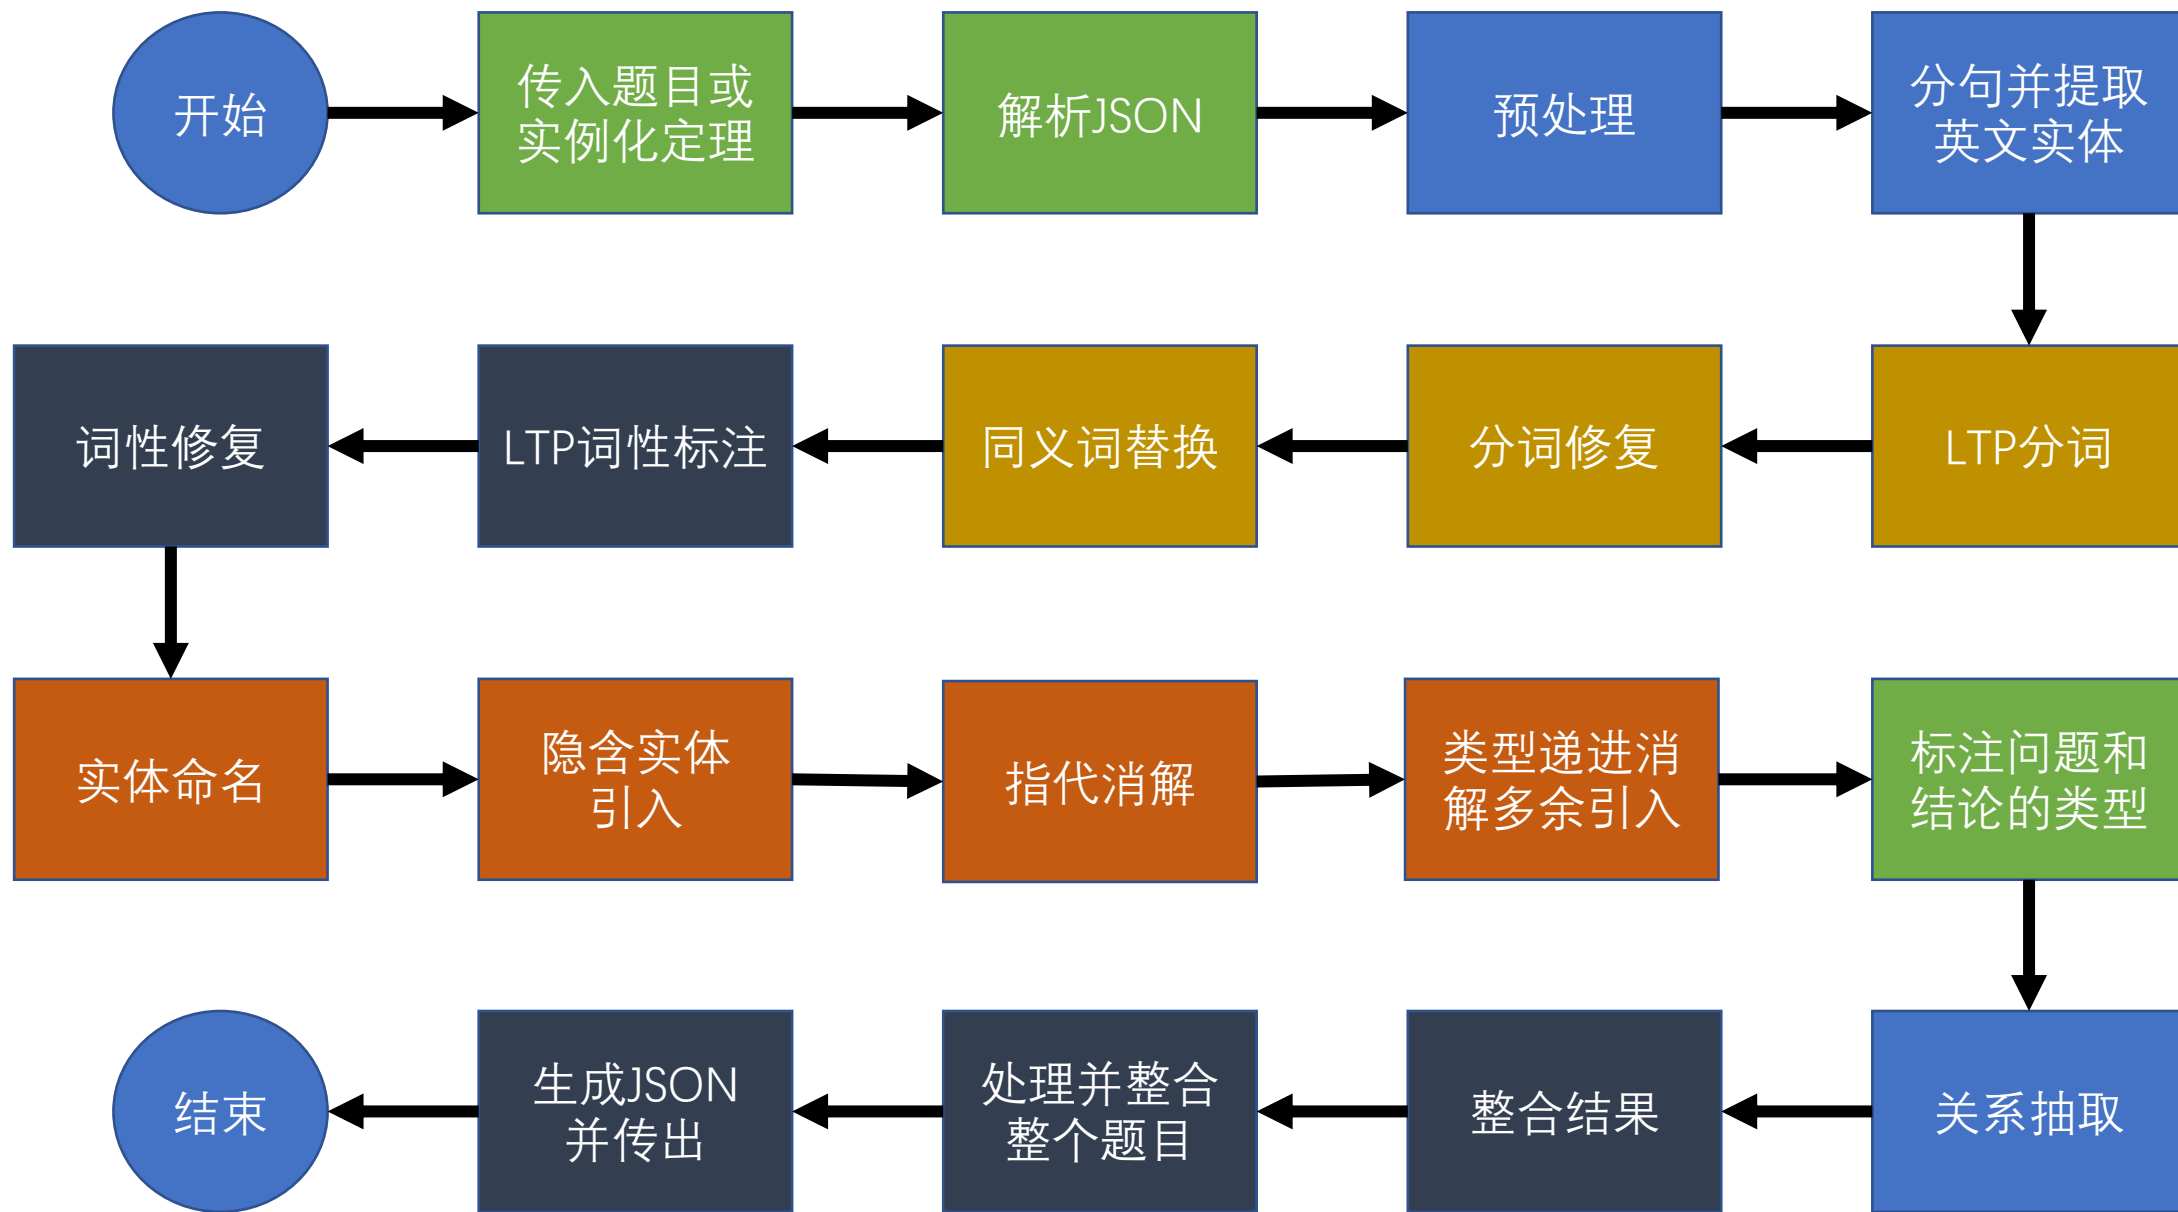 开始
传入题目或
实例化定理
解析JSON
预处理
分句并提取
英文实体
LTP分词
分词修复
同义词替换
LTP词性标注
词性修复
实体命名
隐含实体
引入
指代消解
类型递进消
解多余引入
标注问题和
结论的类型
关系抽取
整合结果
处理并整合
整个题目
生成JSON
并传出
结束